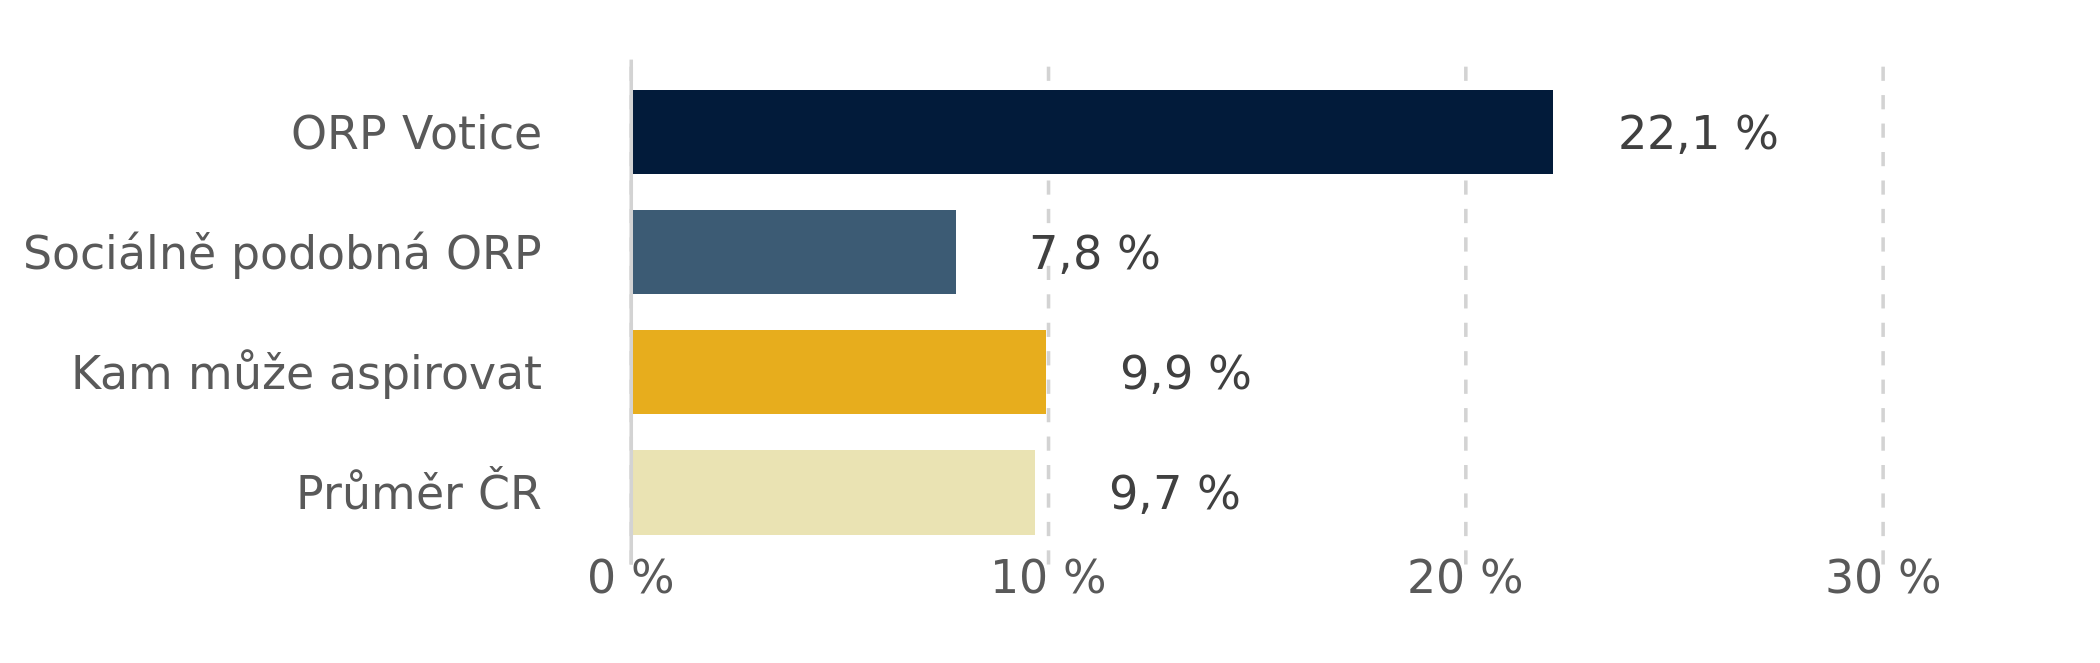 ORP Votice 22,1 %
Sociálně podobná ORP 7,8 %
Kam může aspirovat 9,9 %
Průměr ČR 9,7 %
0 % 10 % 20 % 30 %